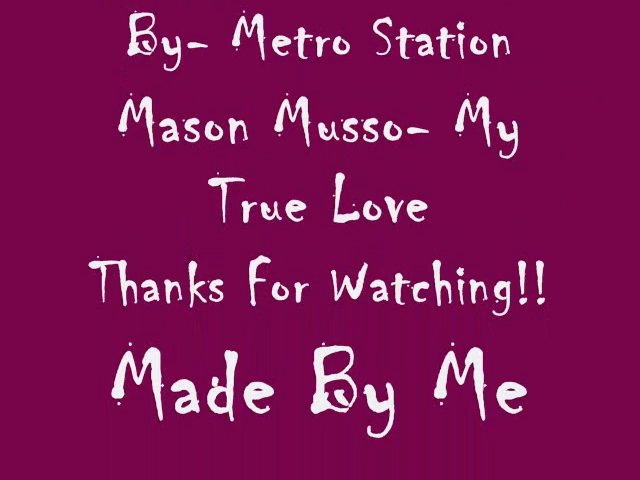 By- Metro Station
Mason Musso- My
True Love
Thanks For Watching!!
Made By Me